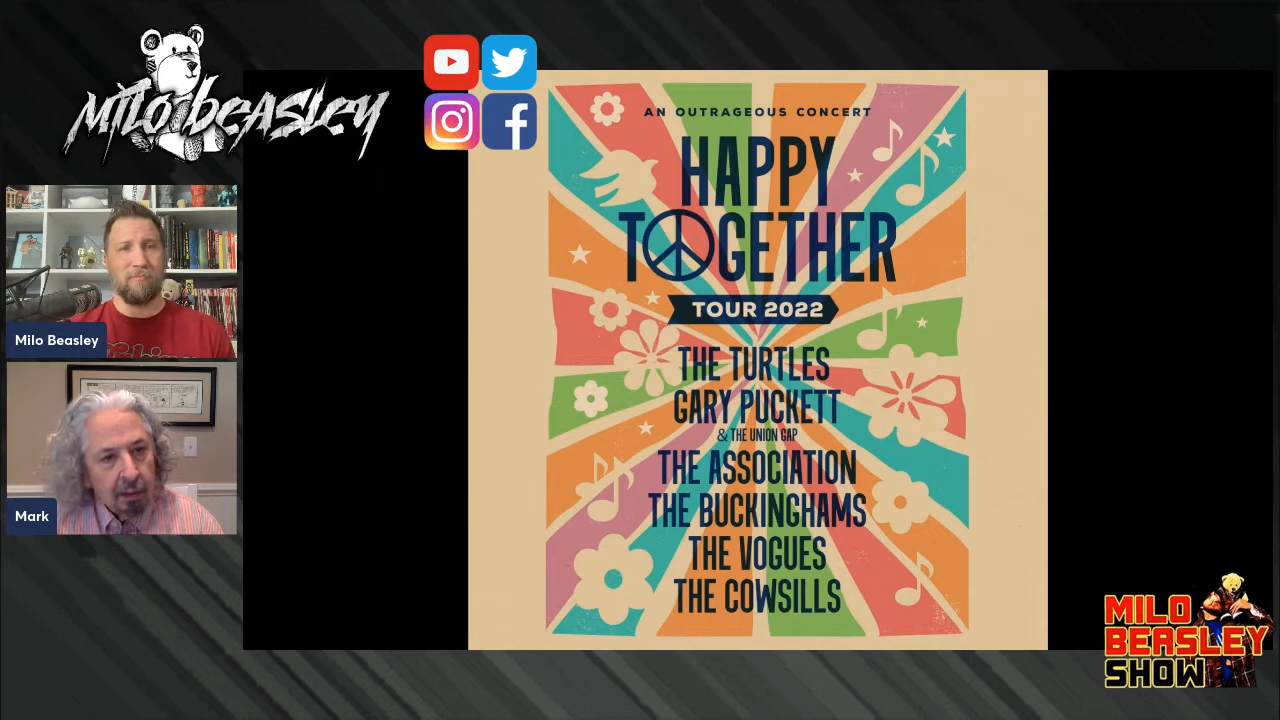 MILO BEASLEY
Milo Beasley
Mark
AN OUTRAGEOUS CONCERT
HAPPY
TOGETHER
TOUR 2022
THE TURTLES
GARY PUCKETT
& THE UNION GAP
THE ASSOCIATION
THE BUCKINGHAMS
THE VOGUES
THE COWSILLS
MILO
BEASLEY
SHOW